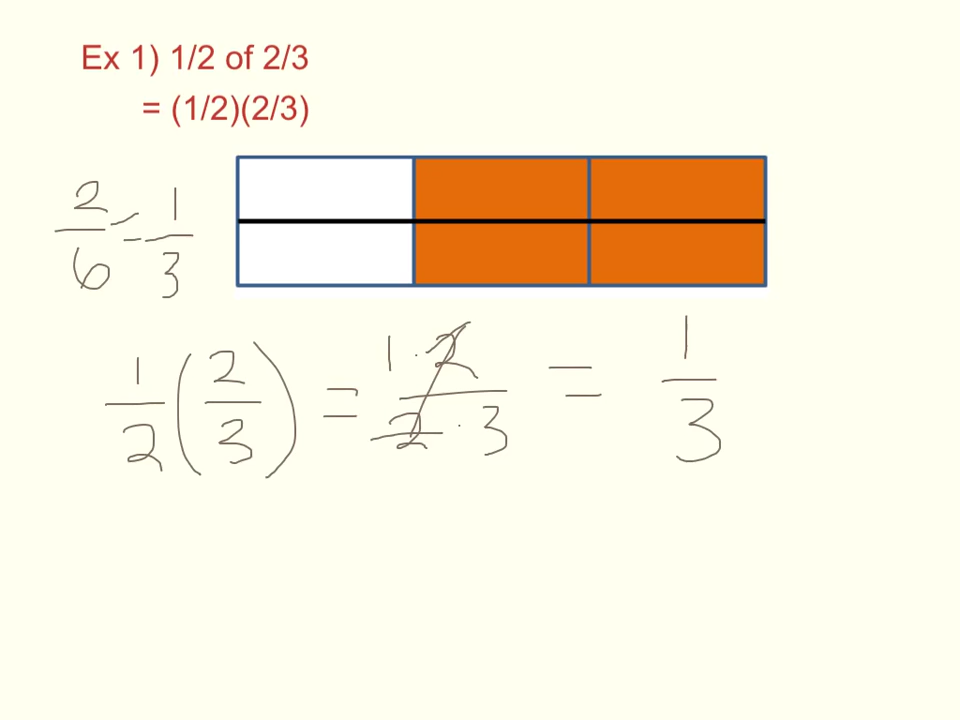 Ex 1) 1/2 of 2/3
= (1/2)(2/3)
2/6 = 1/3
1/2 (2/3) = 1·2/2·3 = 1/3